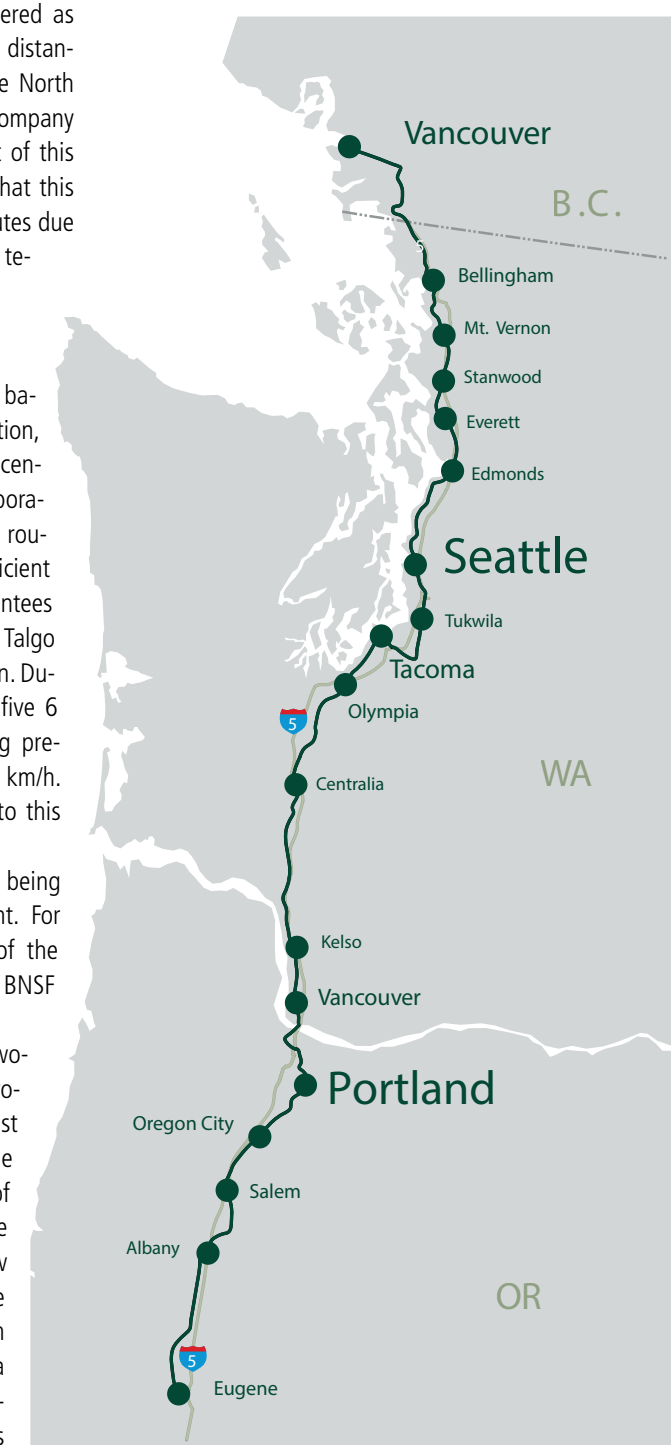 ered as
distan-
e North
ompany
t of this
hat this
utes due
te-
ba-
tion,
cen-
pora-
rou-
icient
ntees
Talgo
n. Du-
five 6
g pre-
km/h.
to this
being
nt. For
of the
BNSF
wo-
ro-
st
e
of
e
w
e
n
a
-
s
Vancouver
B.C.
5
Bellingham
Mt. Vernon
Stanwood
Everett
Edmonds
Seattle
Tukwila
Tacoma
Olympia
5
Centralia
WA
Kelso
Vancouver
Portland
Oregon City
Salem
Albany
OR
5
Eugene